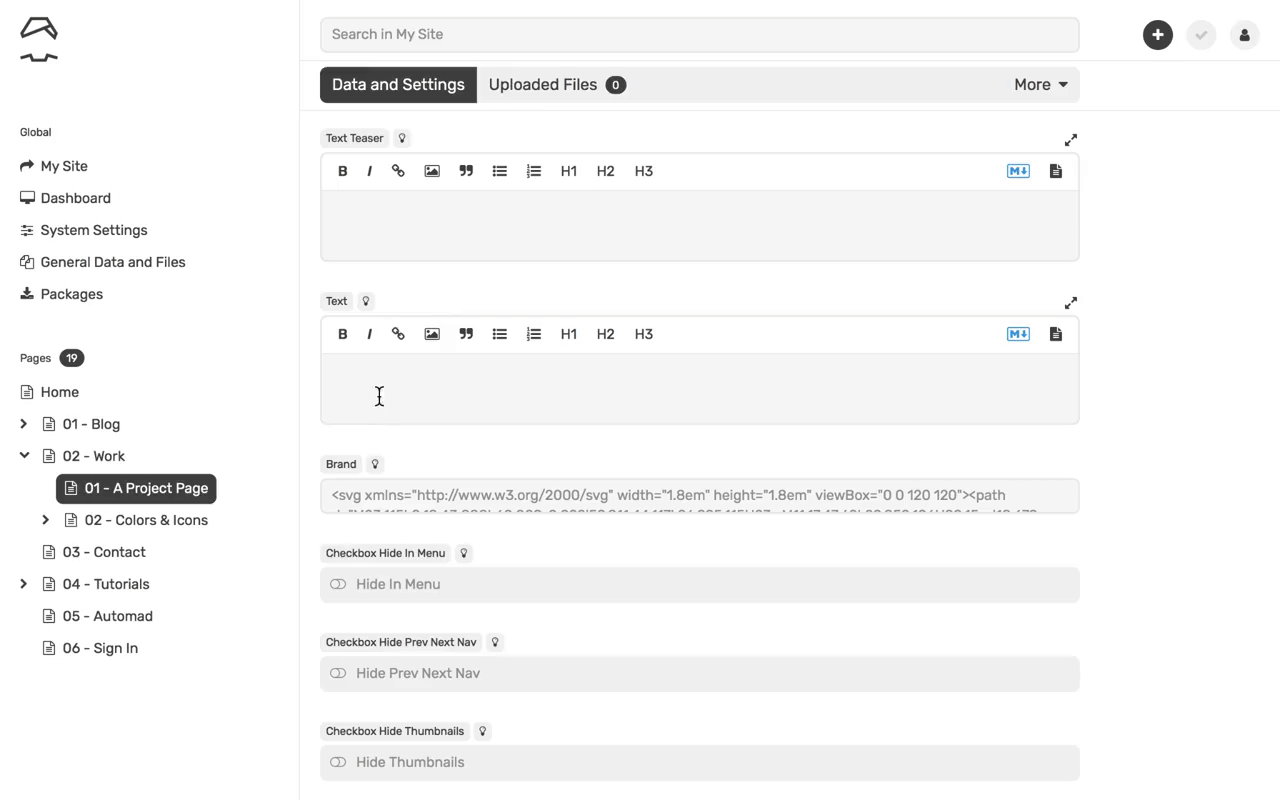 Search in My Site
Data and Settings
Uploaded Files 0
More
Global
My Site
Dashboard
System Settings
General Data and Files
Packages
Pages 19
Home
01 - Blog
02 - Work
01 - A Project Page
02 - Colors & Icons
03 - Contact
04 - Tutorials
05 - Automad
06 - Sign In
Text Teaser
B I H1 H2 H3 M
Text
B I H1 H2 H3 M
Brand
<svg xmlns="http://www.w3.org/2000/svg" width="1.8em" height="1.8em" viewBox="0 0 120 120"><path
Checkbox Hide In Menu
Hide In Menu
Checkbox Hide Prev Next Nav
Hide Prev Next Nav
Checkbox Hide Thumbnails
Hide Thumbnails